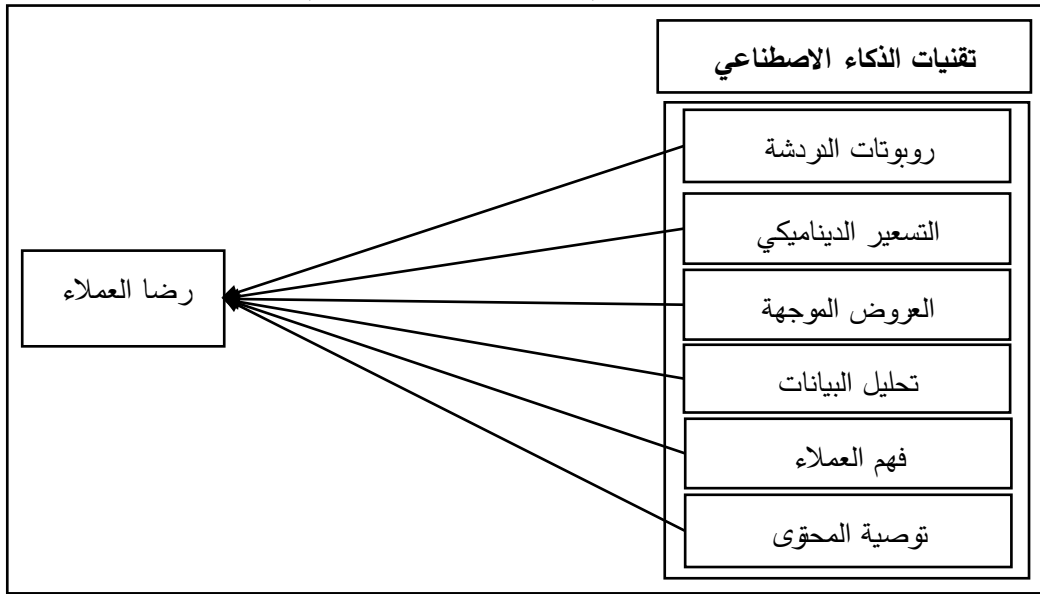 تقنيات الذكاء الاصطناعي
روبوتات الدردشة
التسعير الديناميكي
العروض الموجهة
تحليل البيانات
فهم العملاء
توصية المحتوى
رضا العملاء